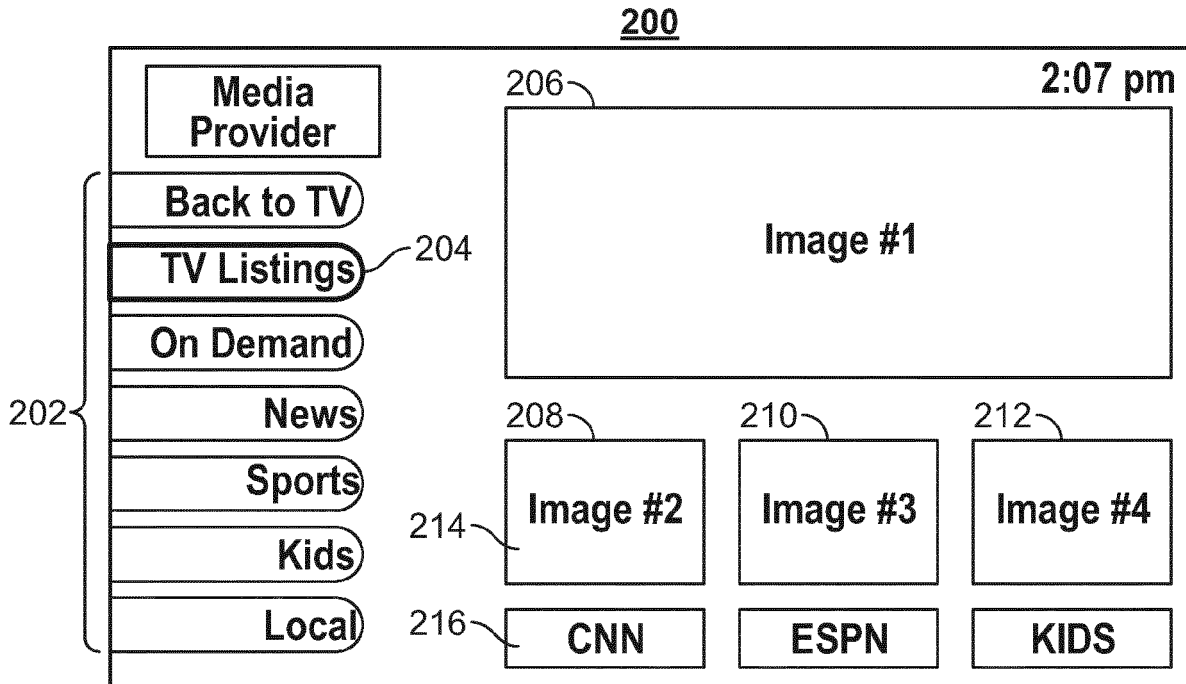 200
2:07 pm
Media
Provider
206
Back to TV
TV Listings
204
Image #1
On Demand
202
News
208
210
212
Sports
Image #2
Image #3
Image #4
214
Kids
Local
216
CNN
ESPN
KIDS